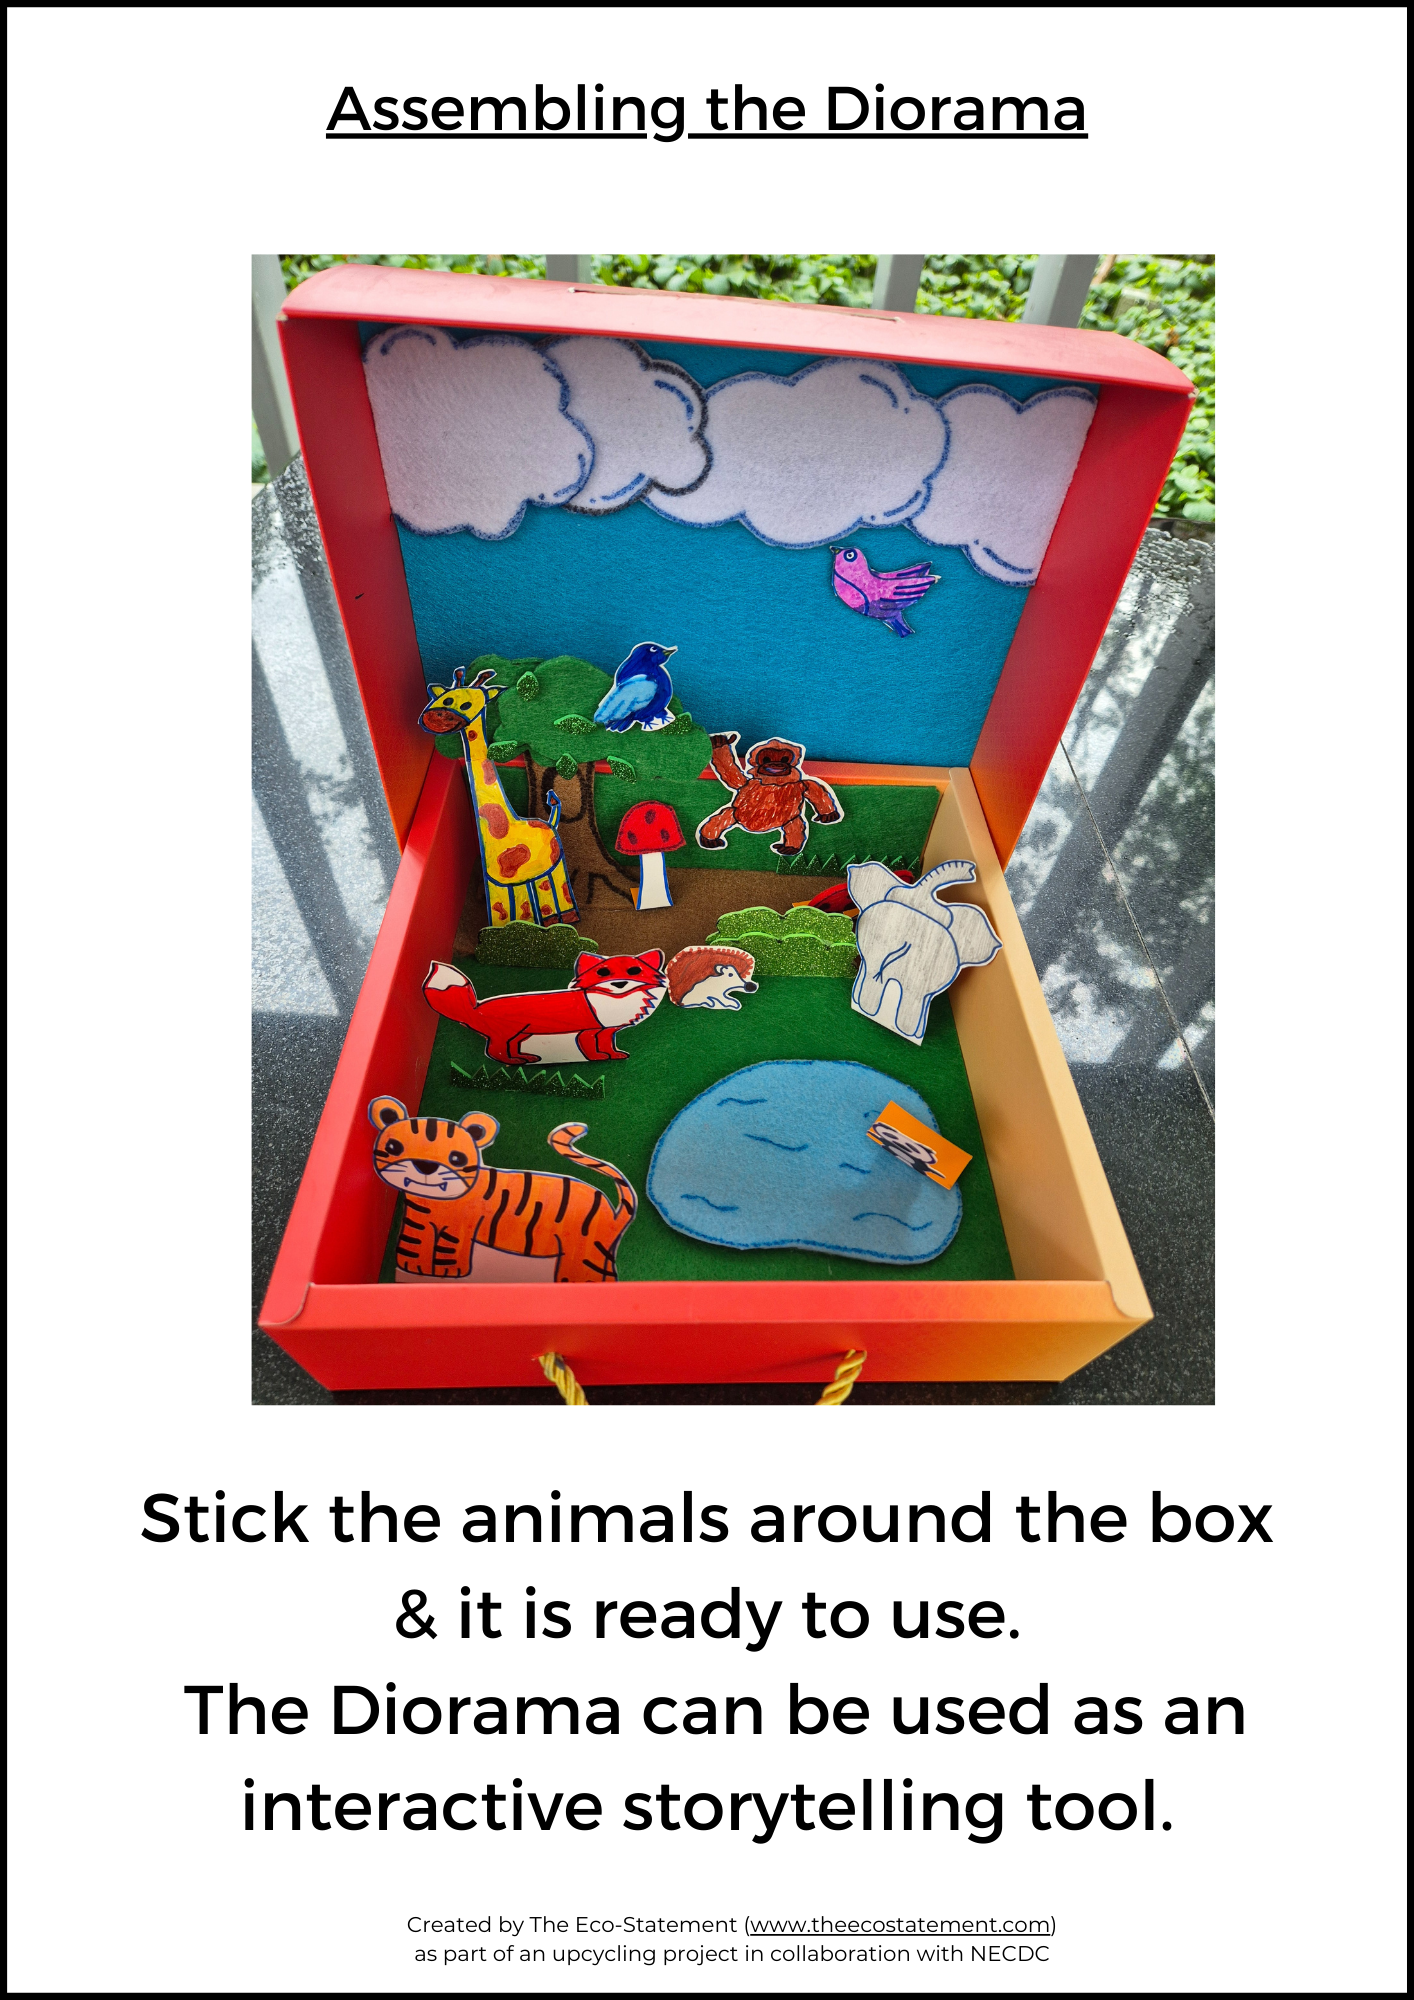 Assembling the Diorama
Stick the animals around the box
& it is ready to use.
The Diorama can be used as an
interactive storytelling tool.
Created by The Eco-Statement (www.theecostatement.com)
as part of an upcycling project in collaboration with NECDC